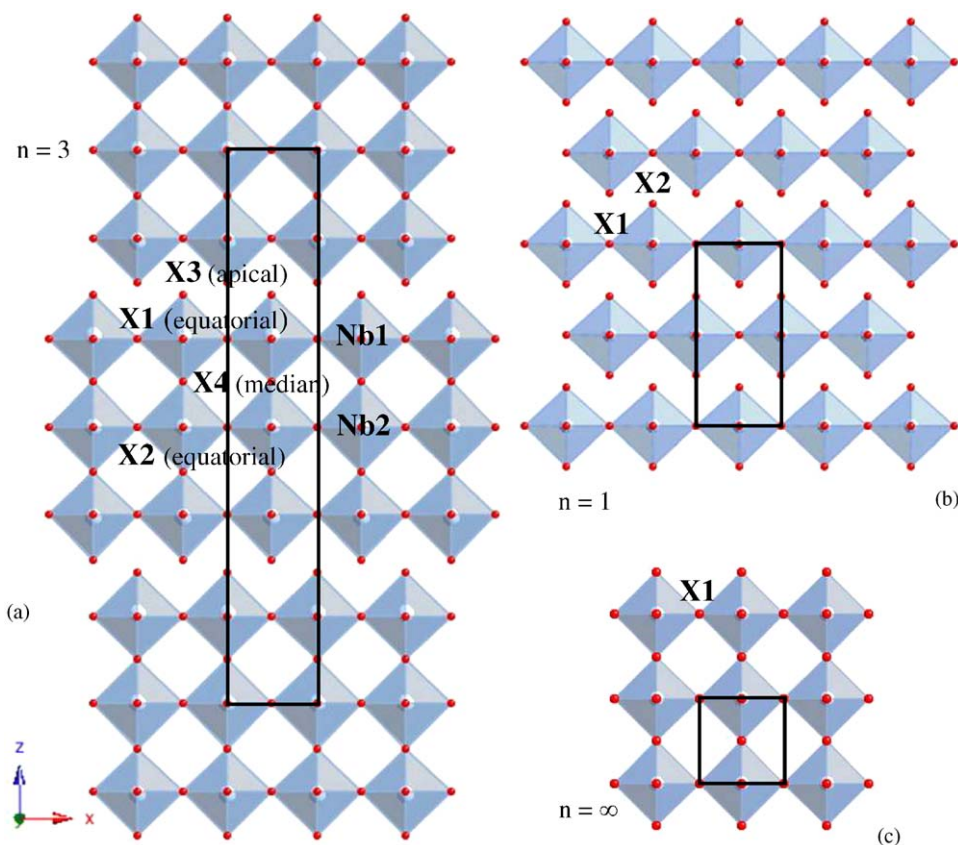 n = 3
X3 (apical)
X1 (equatorial)
Nb1
X4 (median)
Nb2
X2 (equatorial)
(a)
z
y
x
X2
X1
n = 1
(b)
X1
n = ∞
(c)